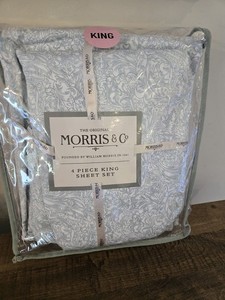 KING
THE ORIGINAL
MORRIS & Co
FOUNDED BY WILLIAM MORRIS IN 1861
4 PIECE KING
SHEET SET